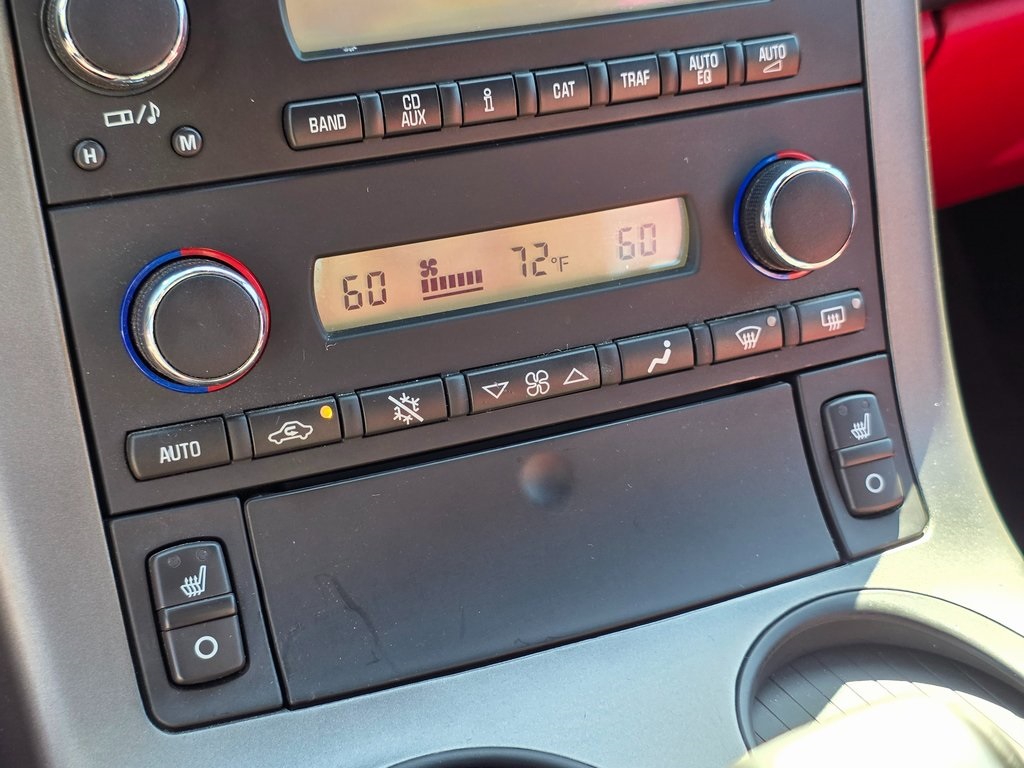 BAND
CD
AUX
i
CAT
TRAF
AUTO
EQ
AUTO
H
M
60
72°F
60
AUTO